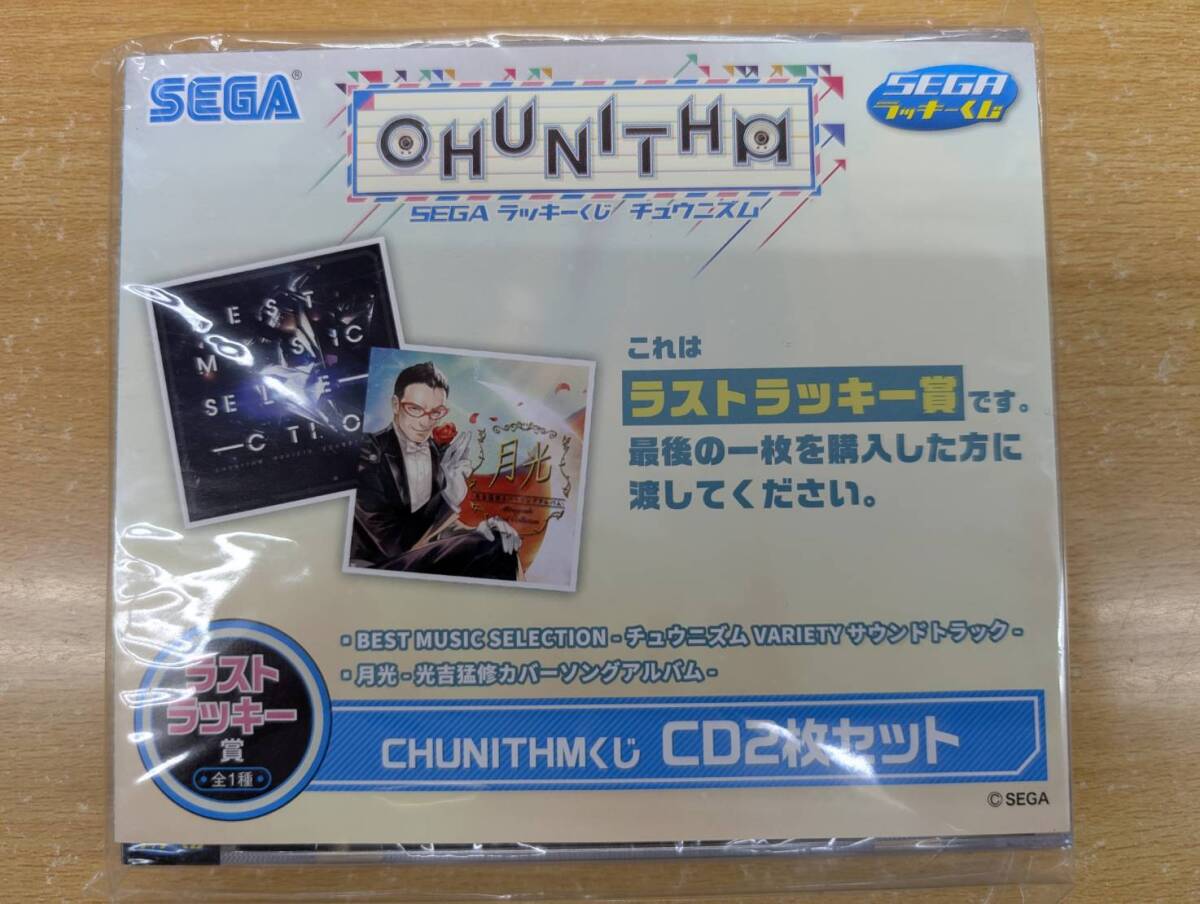 SEGA®
CHUNITHM
SEGA ラッキーくじ チュウニズム
SEGA
ラッキーくじ
BEST
MUSIC
SELE—
—CTION
月光
これは
ラストラッキー賞です。
最後の一枚を購入した方に
渡してください。
・BEST MUSIC SELECTION - チュウニズム VARIETY サウンドトラック -
・月光 - 光吉猛修カバーソングアルバム -
ラスト
ラッキー
賞
・全1種・
CHUNITHMくじ CD2枚セット
© SEGA